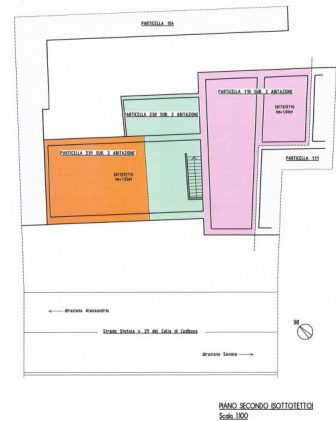 PARTICELLA 104
PARTICELLA 118 SUB. 2 ABITAZIONE
PARTICELLA 238 SUB. 2 ABITAZIONE
SOTTOTETTO
PARTICELLA 239 SUB. 2 ABITAZIONE
PARTICELLA 111
SOTTOTETTO
direzione Alessandria
Strada Statale n. 29 del Colle di Cadibona
direzione Savona
PIANO SECONDO (SOTTOTETTO)
Scala 1:100